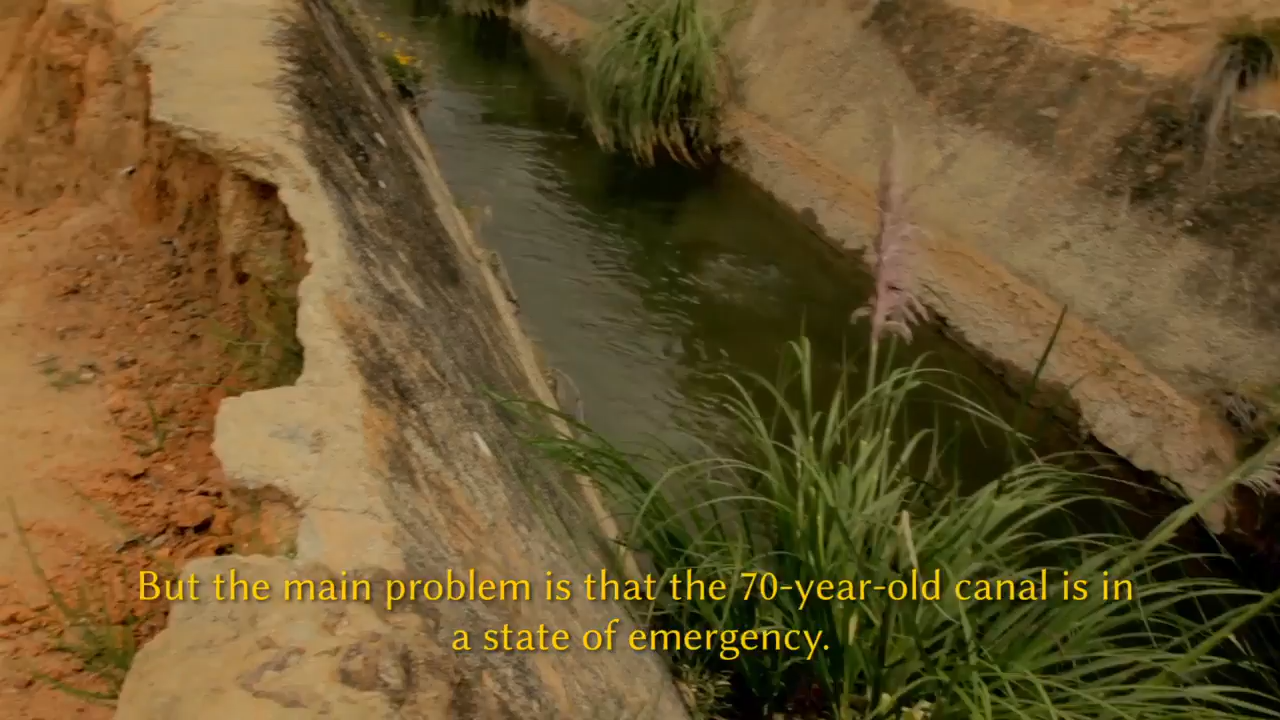 But the main problem is that the 70-year-old canal is in
a state of emergency.